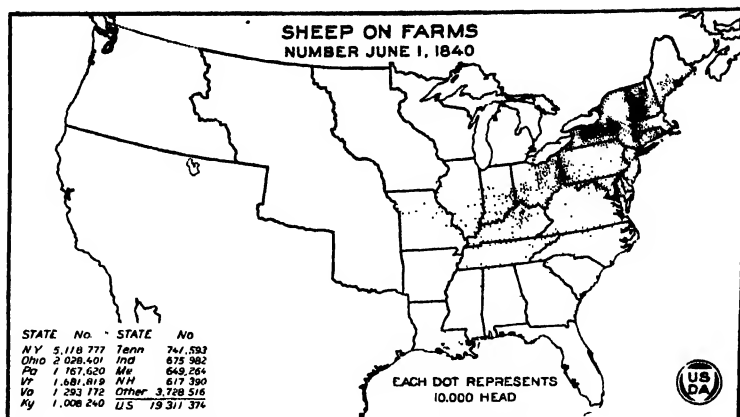 SHEEP ON FARMS
NUMBER JUNE 1, 1840
STATE No. STATE No
N Y 5,118 777 Tenn 741,593
Ohio 2 028,401 Ind 675 982
Pa 1 767,620 Me 649,264
Vt 1,681,819 N H 617 390
Va 1 293 772 Other 3,728 516
Ky 1,008 240 U S 19 311 374
EACH DOT REPRESENTS
10,000 HEAD
US
DA